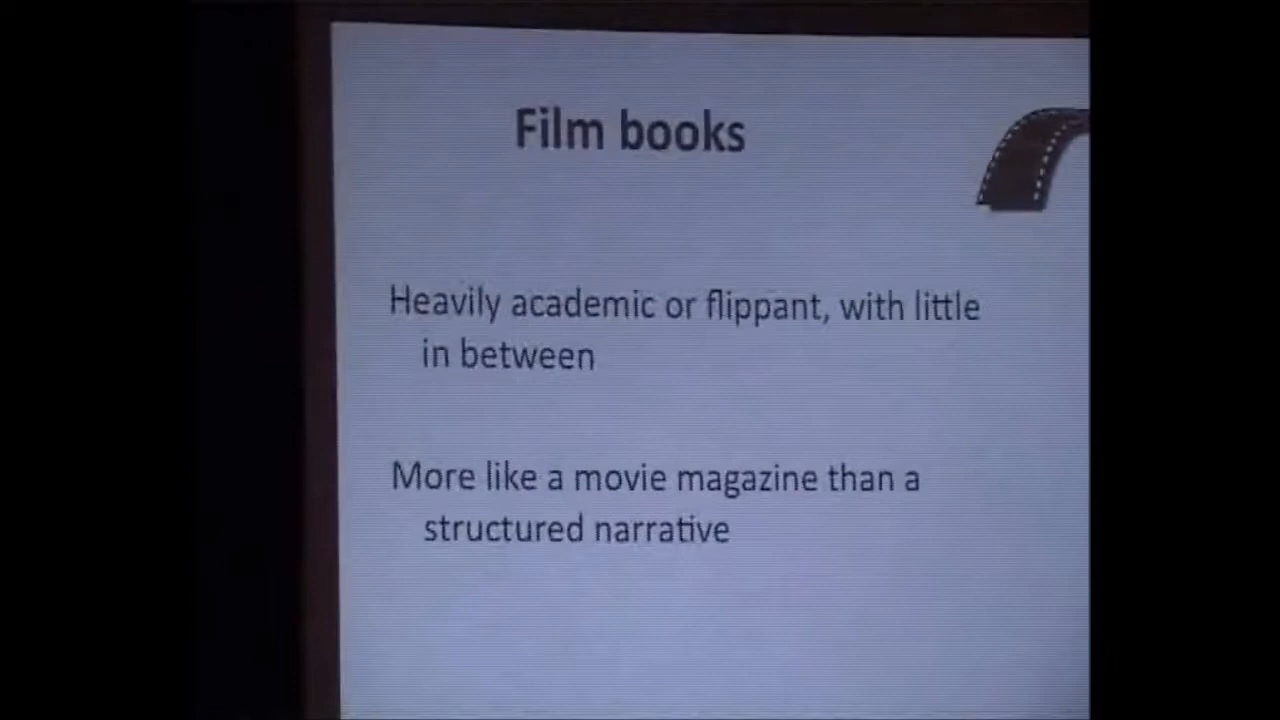 Film books
Heavily academic or flippant, with little
in between
More like a movie magazine than a
structured narrative